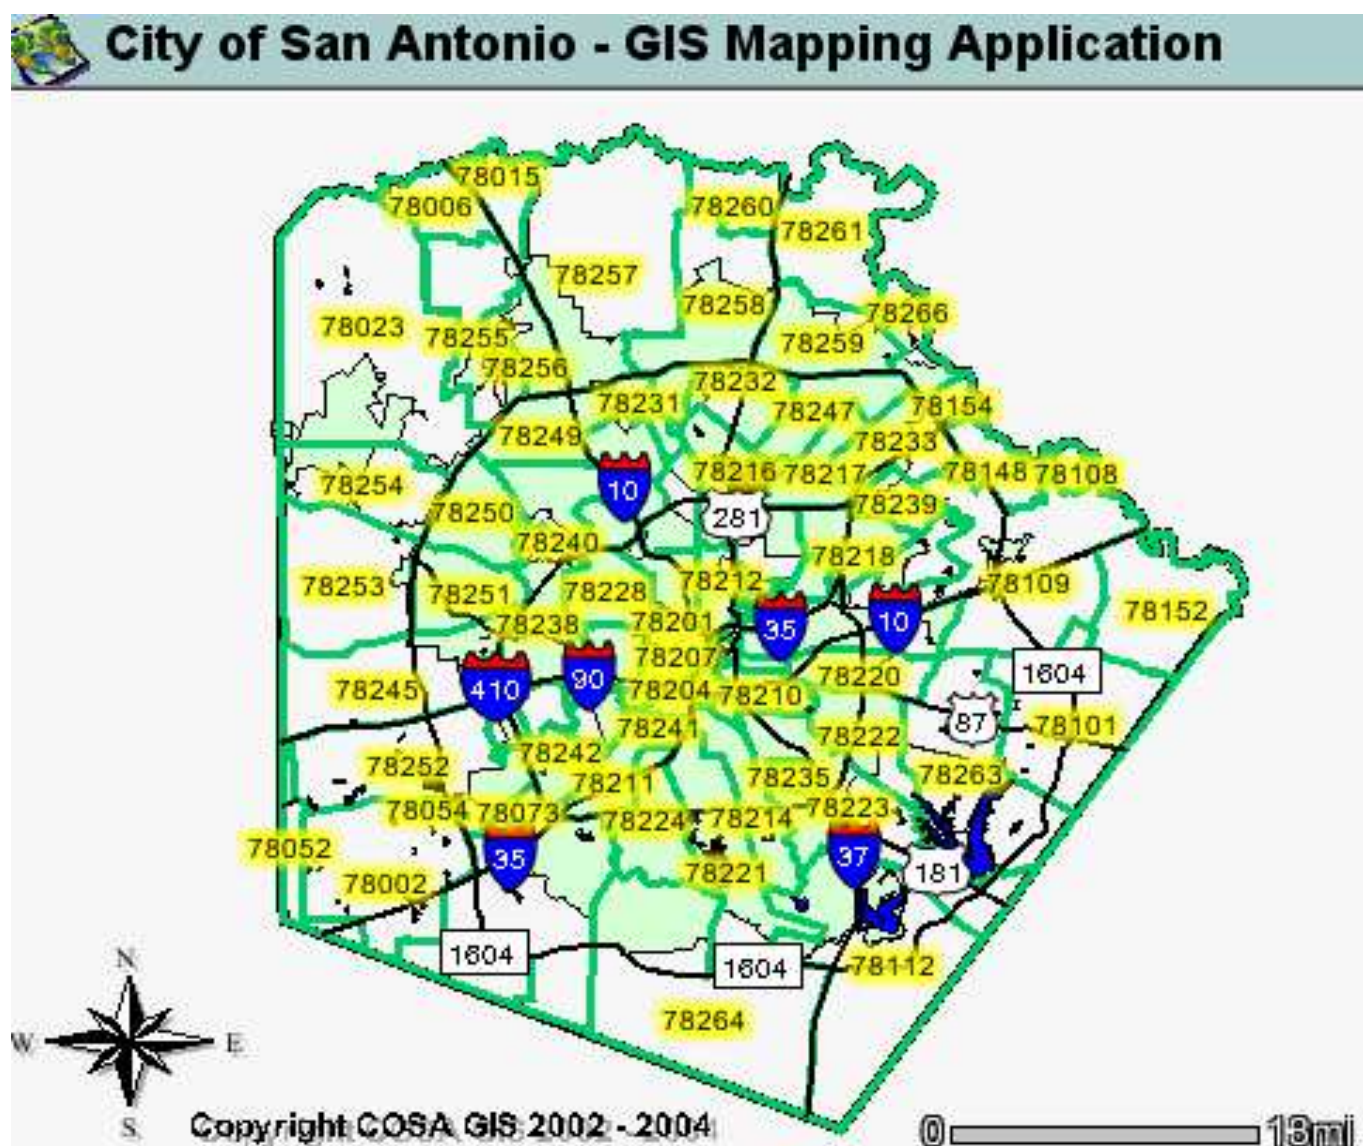 City of San Antonio - GIS Mapping Application
78015
78006 78260
78261
78257
78258 78266
78023 78255 78259
78256
78232
78231 78247 78154
78249 78233
78216 78217 78148 78108
78254 10
78250 281 78239
78240 78218
78253 78251 78228 78212 78109
78238 78201 35 10 78152
78207
78245 410 90 78204 78210 78220 1604
78241 78222 87 78101
78242
78252 78211 78235 78263
78054 78073 78224 78214 78223
78052 35 37
78002 78221 181
1604 1604 78112
N
78264
W E
S Copyright COSA GIS 2002 - 2004 0 13mi